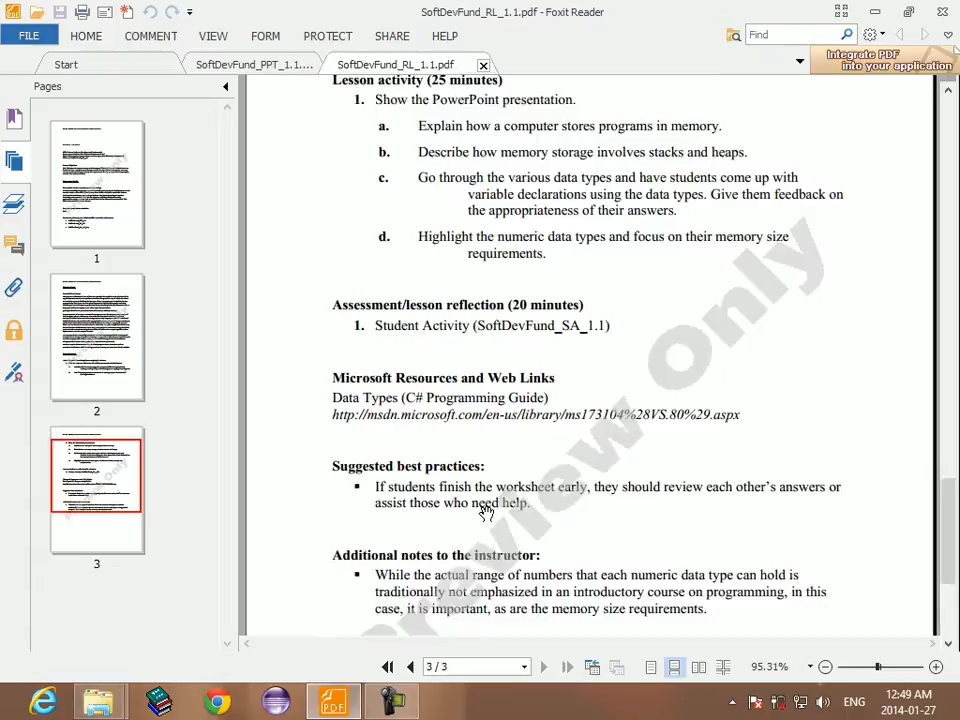 SoftDevFund_RL_1.1.pdf - Foxit Reader
FILE HOME COMMENT VIEW FORM PROTECT SHARE HELP
Find
Start SoftDevFund_PPT_1.1.... SoftDevFund_RL_1.1.pdf
Integrate PDF
into your application
Pages
1
2
3
Lesson activity (25 minutes)
1. Show the PowerPoint presentation.
a. Explain how a computer stores programs in memory.
b. Describe how memory storage involves stacks and heaps.
c. Go through the various data types and have students come up with
variable declarations using the data types. Give them feedback on
the appropriateness of their answers.
d. Highlight the numeric data types and focus on their memory size
requirements.
Assessment/lesson reflection (20 minutes)
1. Student Activity (SoftDevFund_SA_1.1)
Microsoft Resources and Web Links
Data Types (C# Programming Guide)
http://msdn.microsoft.com/en-us/library/ms173104%28VS.80%29.aspx
Suggested best practices:
▪ If students finish the worksheet early, they should review each other's answers or
assist those who need help.
Additional notes to the instructor:
▪ While the actual range of numbers that each numeric data type can hold is
traditionally not emphasized in an introductory course on programming, in this
case, it is important, as are the memory size requirements.
Preview Only
3 / 3
95.31%
PDF
ENG
12:49 AM
2014-01-27